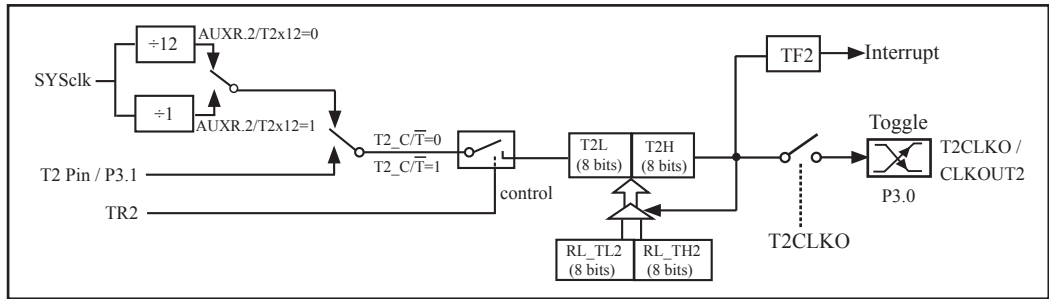 ÷12
AUXR.2/T2x12=0
SYSclk
÷1
AUXR.2/T2x12=1
TF2
Interrupt
T2_C/T̅=0
T2_C/T̅=1
T2 Pin / P3.1
TR2
control
T2L
(8 bits)
T2H
(8 bits)
Toggle
T2CLKO /
CLKOUT2
P3.0
T2CLKO
RL_TL2
(8 bits)
RL_TH2
(8 bits)